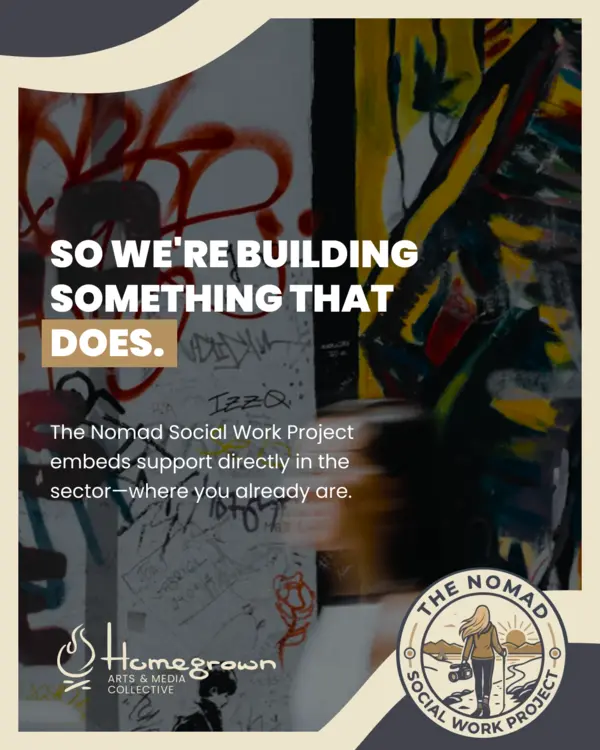 SO WE'RE BUILDING
SOMETHING THAT
DOES.
IZZQ
The Nomad Social Work Project
embeds support directly in the
sector—where you already are.
Homegrown
ARTS & MEDIA
COLLECTIVE
THE NOMAD
SOCIAL WORK PROJECT